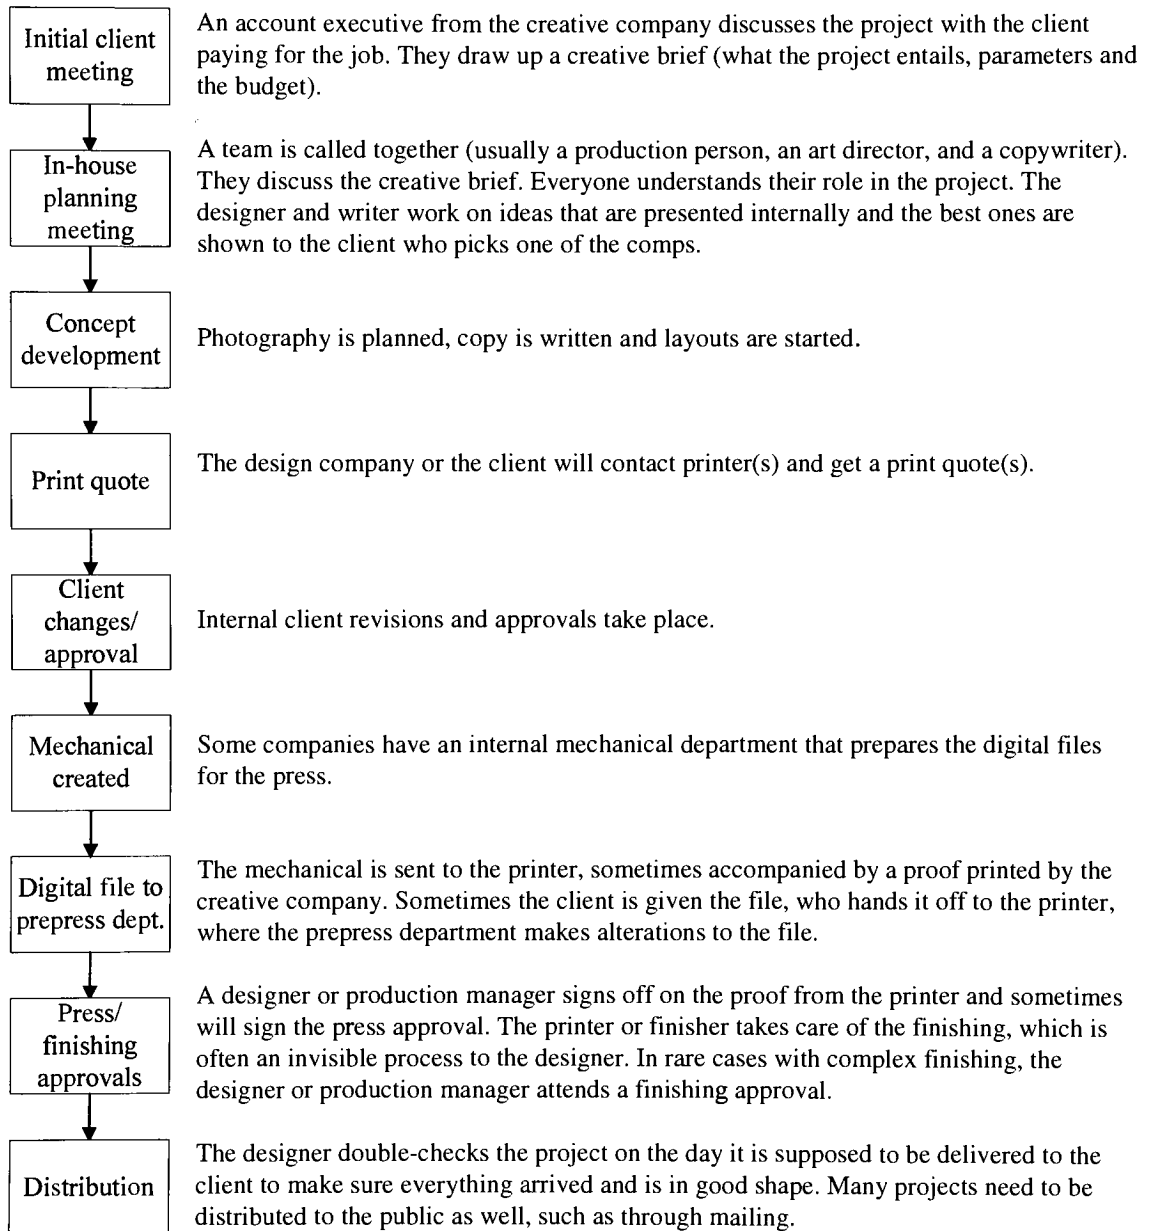 Initial client
meeting
An account executive from the creative company discusses the project with the client
paying for the job. They draw up a creative brief (what the project entails, parameters and
the budget).
In-house
planning
meeting
A team is called together (usually a production person, an art director, and a copywriter).
They discuss the creative brief. Everyone understands their role in the project. The
designer and writer work on ideas that are presented internally and the best ones are
shown to the client who picks one of the comps.
Concept
development
Photography is planned, copy is written and layouts are started.
Print quote
The design company or the client will contact printer(s) and get a print quote(s).
Client
changes/
approval
Internal client revisions and approvals take place.
Mechanical
created
Some companies have an internal mechanical department that prepares the digital files
for the press.
Digital file to
prepress dept.
The mechanical is sent to the printer, sometimes accompanied by a proof printed by the
creative company. Sometimes the client is given the file, who hands it off to the printer,
where the prepress department makes alterations to the file.
Press/
finishing
approvals
A designer or production manager signs off on the proof from the printer and sometimes
will sign the press approval. The printer or finisher takes care of the finishing, which is
often an invisible process to the designer. In rare cases with complex finishing, the
designer or production manager attends a finishing approval.
Distribution
The designer double-checks the project on the day it is supposed to be delivered to the
client to make sure everything arrived and is in good shape. Many projects need to be
distributed to the public as well, such as through mailing.